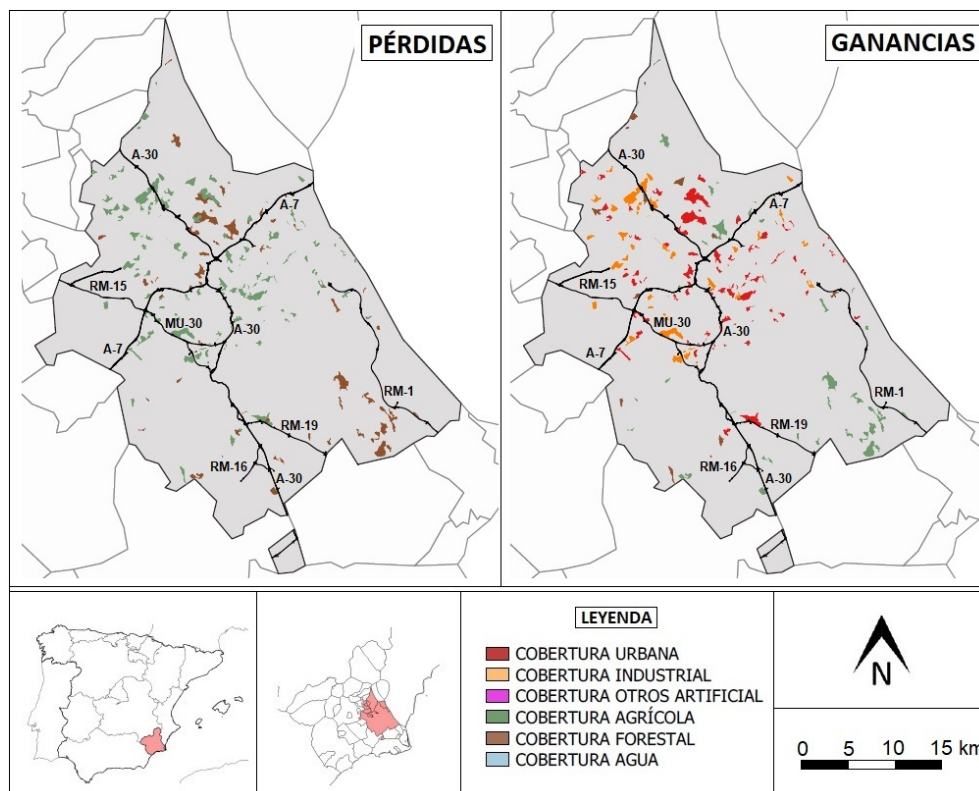 PÉRDIDAS
A-30
A-7
RM-15
MU-30
A-30
A-7
RM-1
RM-19
RM-16
A-30
GANANCIAS
A-30
A-7
RM-15
MU-30
A-30
A-7
RM-1
RM-19
RM-16
A-30
LEYENDA
COBERTURA URBANA
COBERTURA INDUSTRIAL
COBERTURA OTROS ARTIFICIAL
COBERTURA AGRÍCOLA
COBERTURA FORESTAL
COBERTURA AGUA
N
0 5 10 15 km